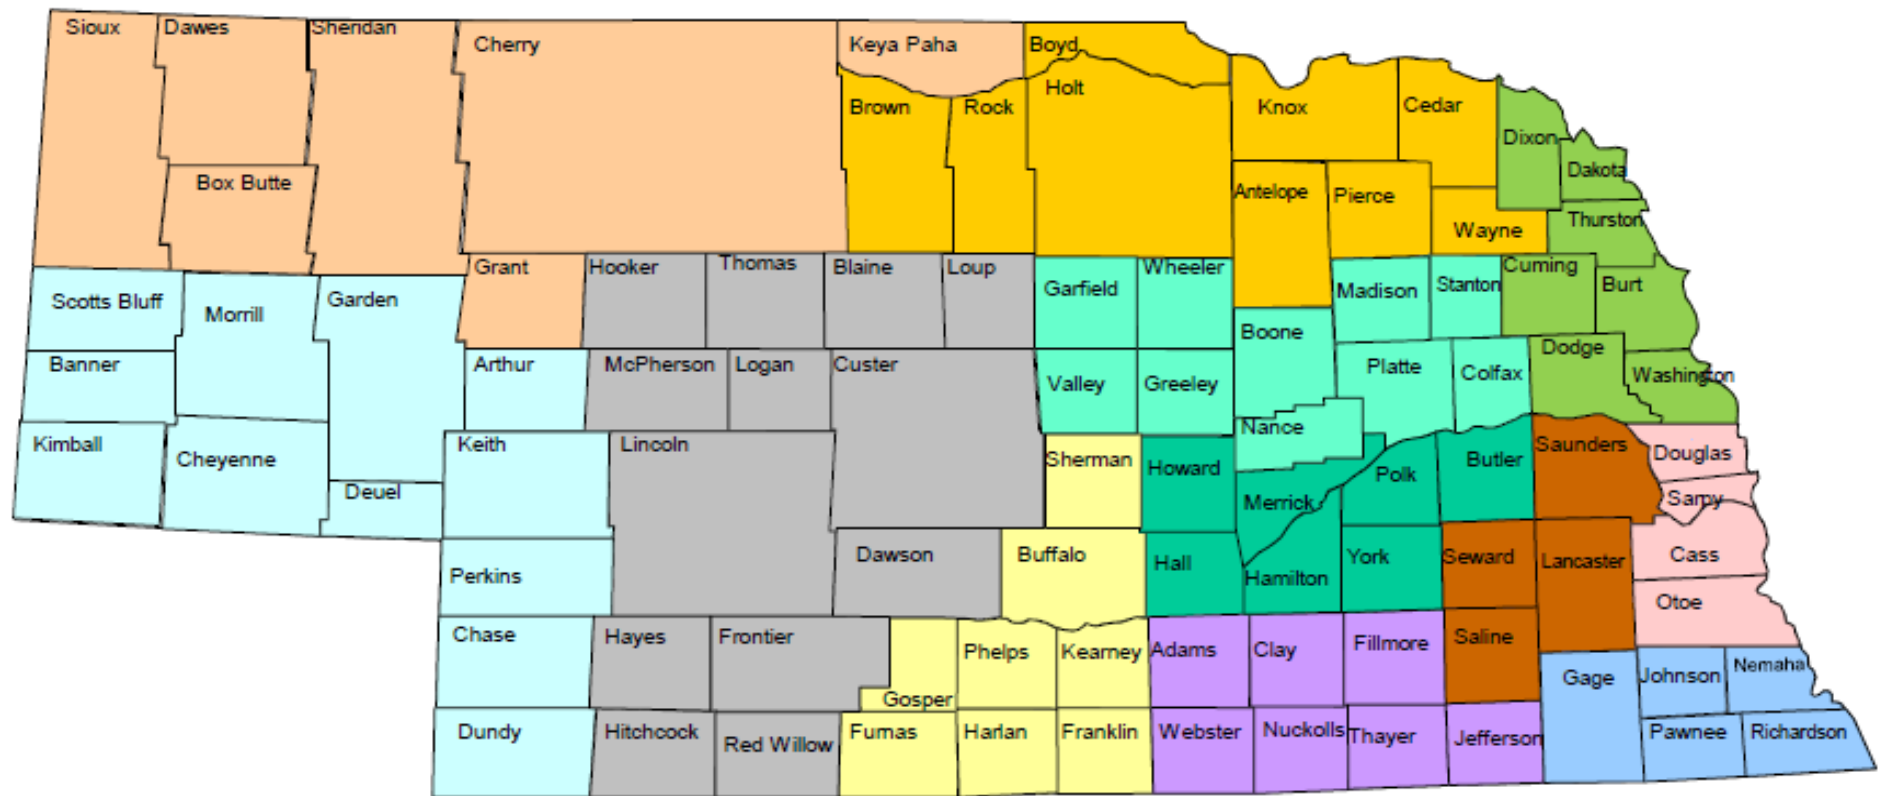 Sioux
Dawes
Sheridan
Cherry
Keya Paha
Boyd
Holt
Brown
Rock
Knox
Cedar
Dixon
Dakota
Box Butte
Antelope
Pierce
Thurston
Wayne
Grant
Hooker
Thomas
Blaine
Loup
Garfield
Wheeler
Madison
Stanton
Cuming
Burt
Scotts Bluff
Morrill
Garden
Boone
Banner
Arthur
McPherson
Logan
Custer
Valley
Greeley
Platte
Colfax
Dodge
Washington
Kimball
Cheyenne
Keith
Lincoln
Nance
Sherman
Howard
Polk
Butler
Saunders
Douglas
Deuel
Merrick
Sarpy
Perkins
Dawson
Buffalo
Hall
Hamilton
York
Seward
Lancaster
Cass
Otoe
Chase
Hayes
Frontier
Gosper
Phelps
Kearney
Adams
Clay
Fillmore
Saline
Gage
Johnson
Nemaha
Dundy
Hitchcock
Red Willow
Furnas
Harlan
Franklin
Webster
Nuckolls
Thayer
Jefferson
Pawnee
Richardson